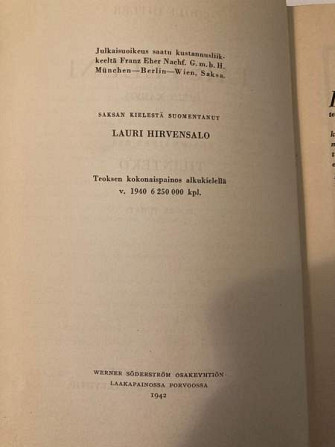 Julkaisuoikeus saatu kustannusliik-
keeltä Franz Eher Nachf. G. m. b. H.
München—Berlin—Wien, Saksa.
SAKSAN KIELESTÄ SUOMENTANUT
LAURI HIRVENSALO
Teoksen kokonaispainos alkukielellä
v. 1940 6 250 000 kpl.
WERNER SÖDERSTRÖM OSAKEYHTIÖN
LAAKAPAINOSSA PORVOOSSA
1942